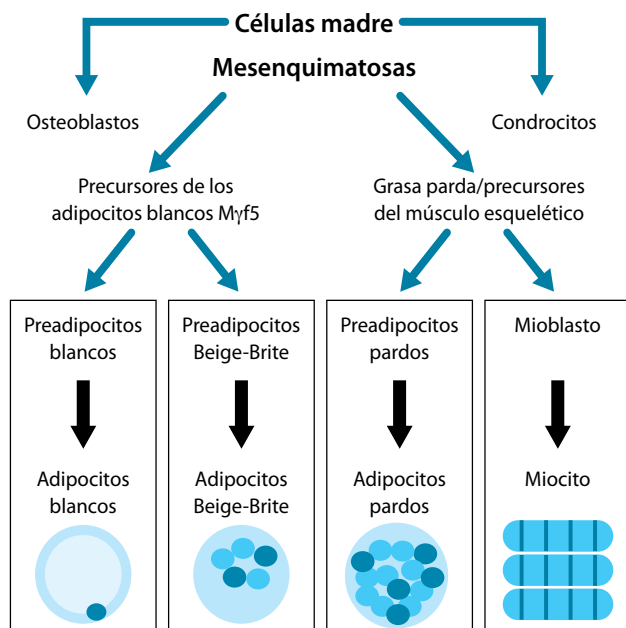 Células madre
Mesenquimatosas
Osteoblastos
Condrocitos
Precursores de los
adipocitos blancos Mγf5
Grasa parda/precursores
del músculo esquelético
Preadipocitos
blancos
Preadipocitos
Beige-Brite
Preadipocitos
pardos
Mioblasto
Adipocitos
blancos
Adipocitos
Beige-Brite
Adipocitos
pardos
Miocito